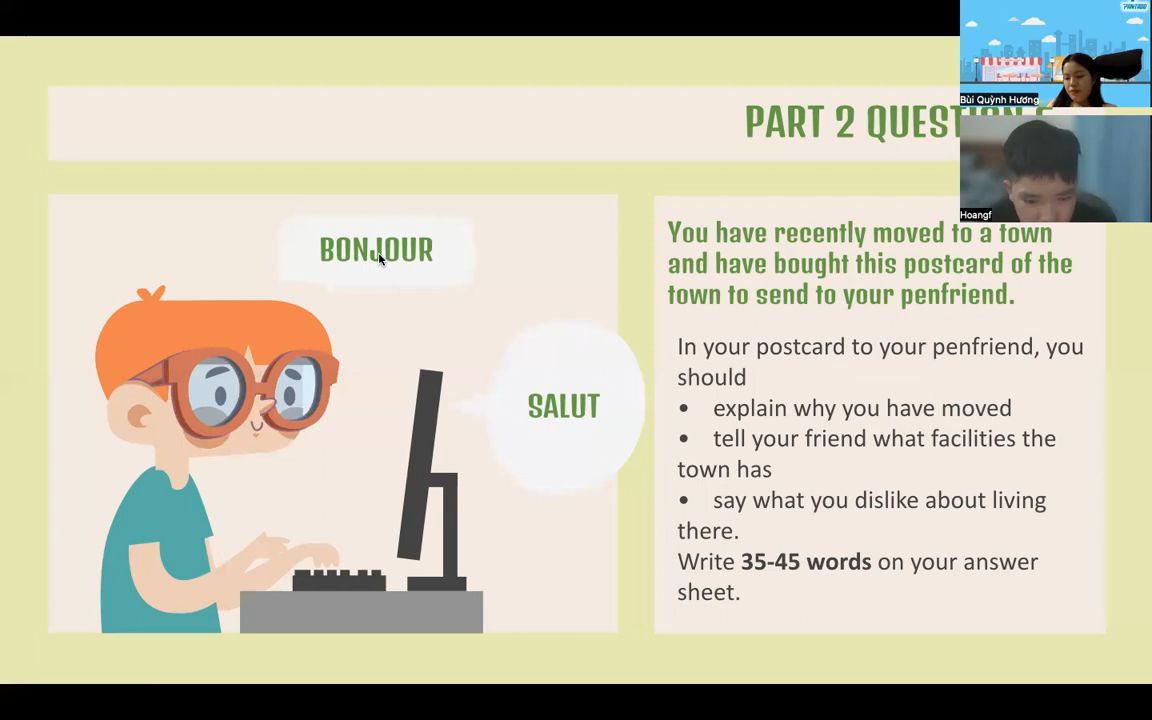 PANTADO
Bùi Quỳnh Hương
PART 2 QUEST
Hoangf
BONJOUR
SALUT
You have recently moved to a town
and have bought this postcard of the
town to send to your penfriend.
In your postcard to your penfriend, you
should
• explain why you have moved
• tell your friend what facilities the
town has
• say what you dislike about living
there.
Write 35-45 words on your answer
sheet.